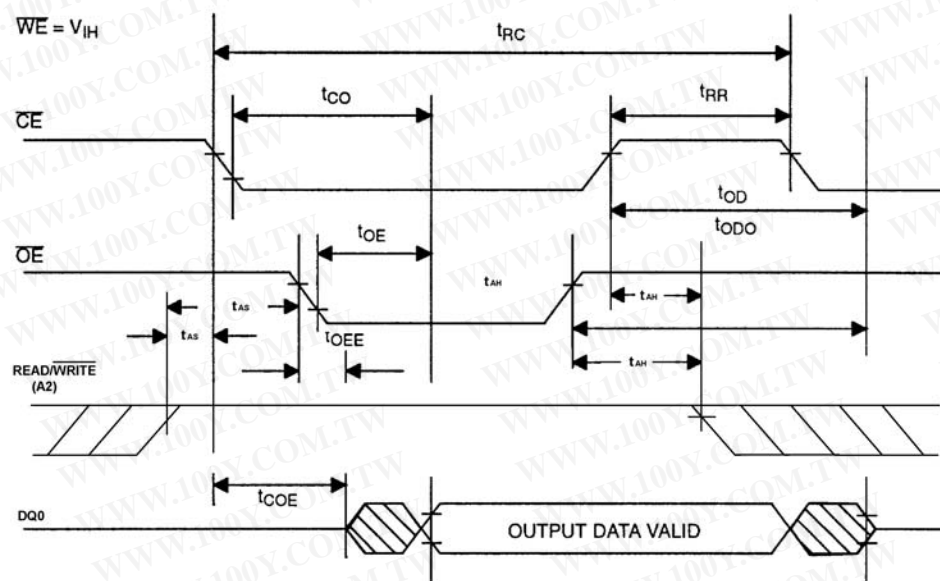 WE = VIH
tRC
tCO
tRR
CE
tOD
tODO
tOE
OE
tAH
tAS
tAH
tAS
tOEE
tAH
READ/WRITE
(A2)
tCOE
DQ0
OUTPUT DATA VALID
WWW.100Y.COM.TW